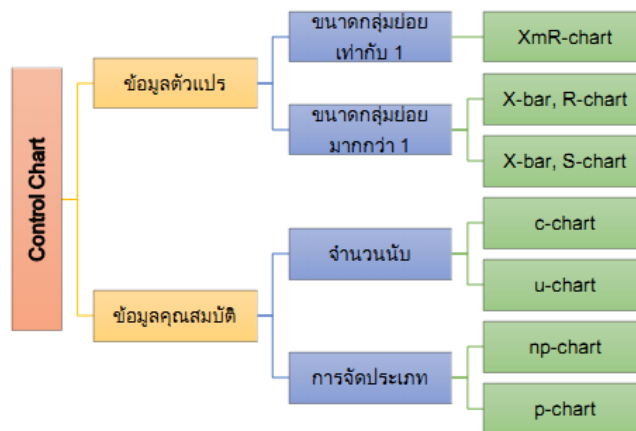 Control Chart
ข้อมูลตัวแปร
ขนาดกลุ่มย่อย
เท่ากับ 1
XmR-chart
ขนาดกลุ่มย่อย
มากกว่า 1
X-bar, R-chart
X-bar, S-chart
ข้อมูลคุณสมบัติ
จำนวนนับ
c-chart
u-chart
การจัดประเภท
np-chart
p-chart